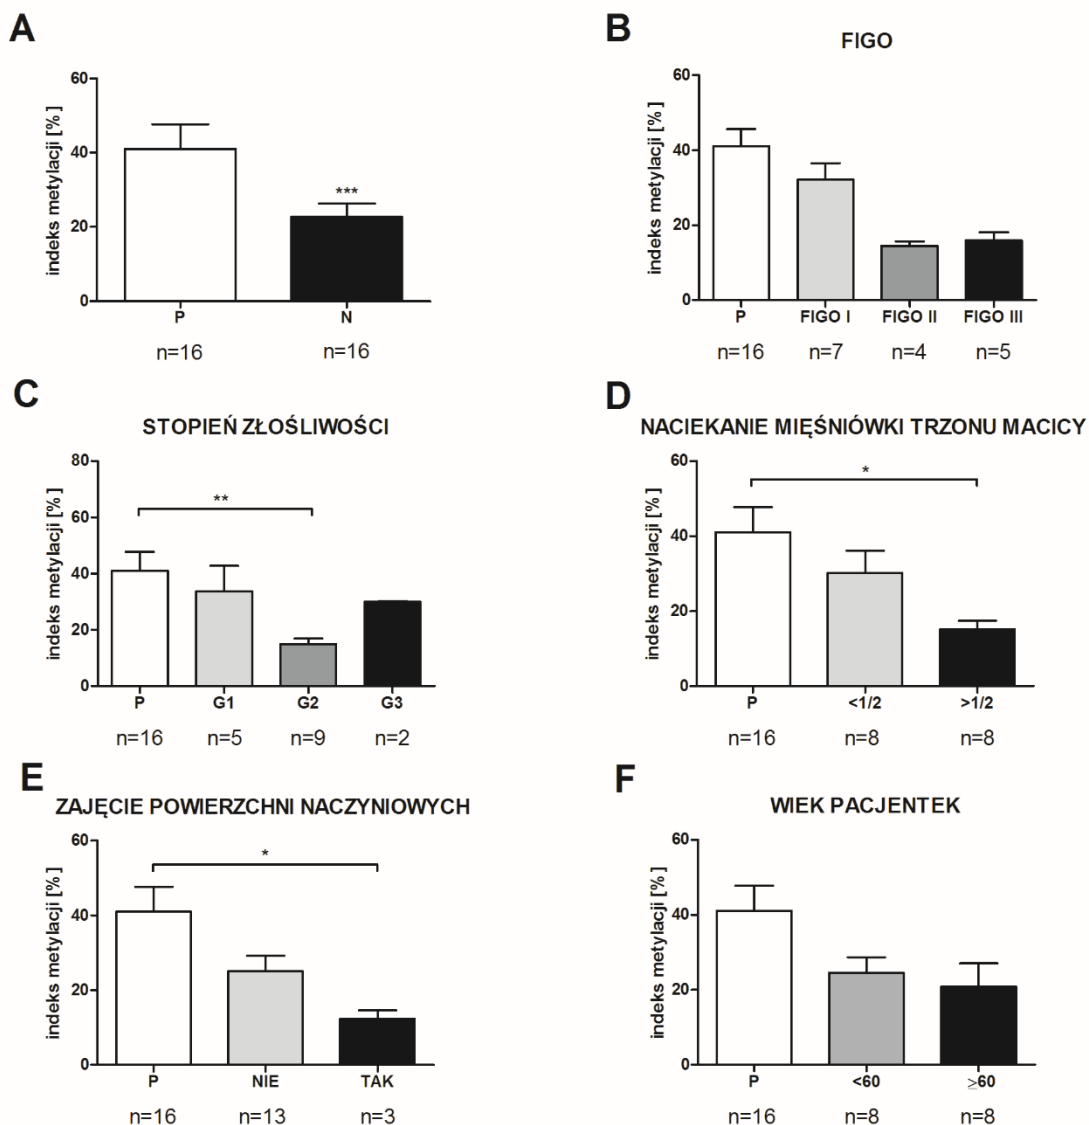 A
indeks metylacji [%]
60
40
20
0
***
P N
n=16 n=16
B
FIGO
indeks metylacji [%]
60
40
20
0
P FIGO I FIGO II FIGO III
n=16 n=7 n=4 n=5
C
STOPIEŃ ZŁOŚLIWOŚCI
indeks metylacji [%]
80
60
40
20
0
**
P G1 G2 G3
n=16 n=5 n=9 n=2
D
NACIEKANIE MIĘŚNIÓWKI TRZONU MACICY
indeks metylacji [%]
60
40
20
0
*
P <1/2 >1/2
n=16 n=8 n=8
E
ZAJĘCIE POWIERZCHNI NACZYNIOWYCH
indeks metylacji [%]
60
40
20
0
*
P NIE TAK
n=16 n=13 n=3
F
WIEK PACJENTEK
indeks metylacji [%]
60
40
20
0
P <60 ≥60
n=16 n=8 n=8